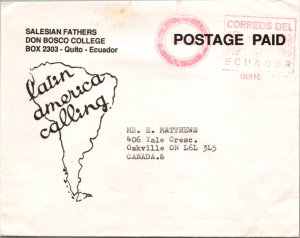 SALESIAN FATHERS
DON BOSCO COLLEGE
BOX 2303 - Quito - Ecuador
POSTAGE PAID
CORREOS DEL
ECUADOR
QUITO
latin
america
calling.
MR. E. MATTHEWS
406 Yale Cresc.
Oakville ON L6L 3L5
CANADA.&